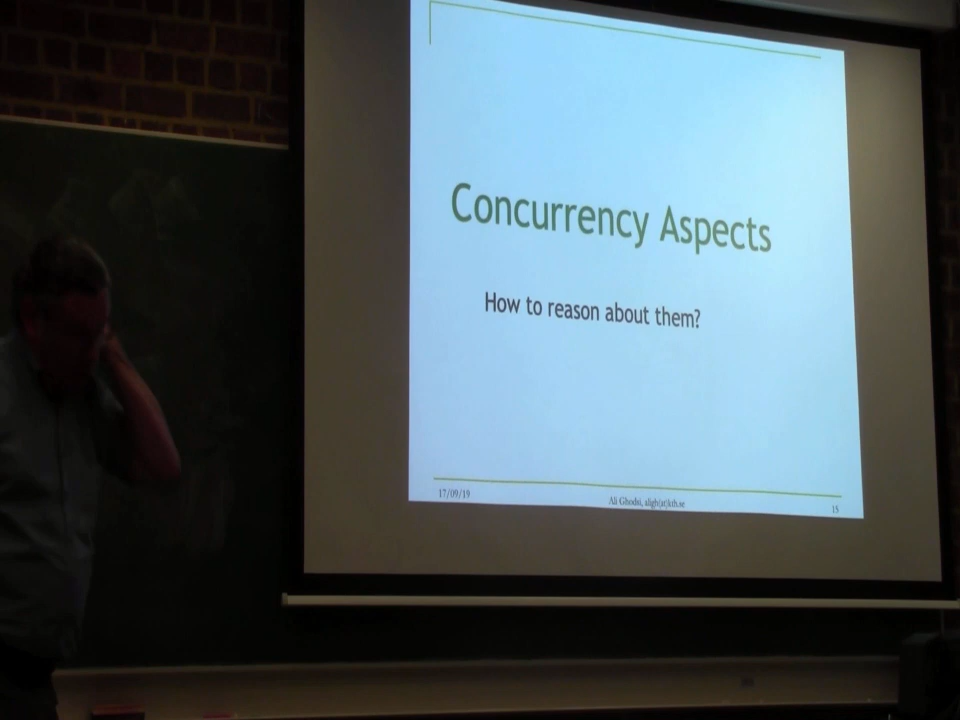 Concurrency Aspects
How to reason about them?
17/09/19
Ali Ghodsi, aligh(at)kth.se
15